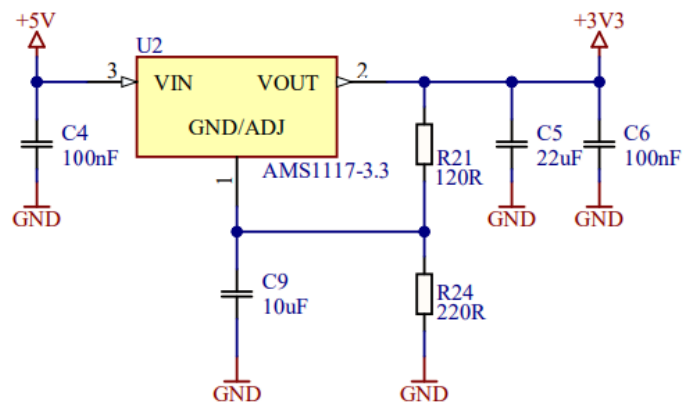 +5V
+3V3
U2
3
VIN
VOUT
2
GND/ADJ
AMS1117-3.3
1
C4
100nF
GND
R21
120R
C5
22uF
GND
C6
100nF
GND
C9
10uF
GND
R24
220R
GND